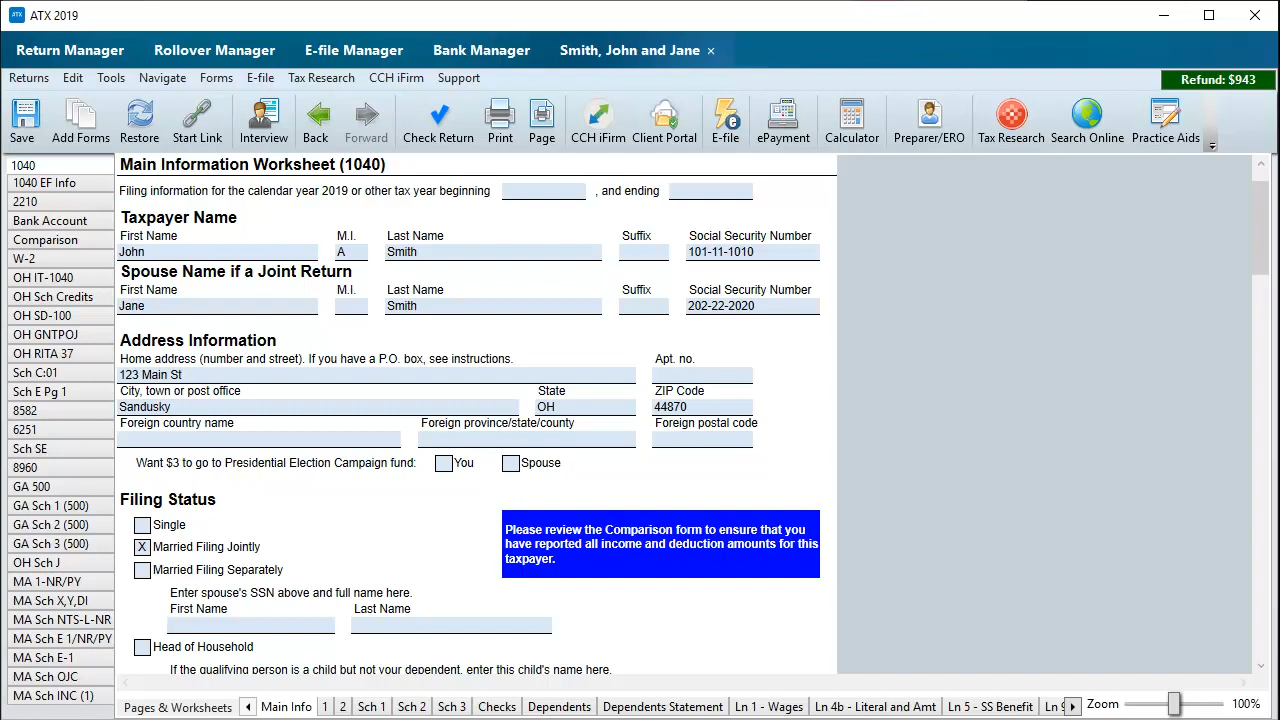 ATX ATX 2019
Return Manager Rollover Manager E-file Manager Bank Manager Smith, John and Jane ×
Returns Edit Tools Navigate Forms E-file Tax Research CCH iFirm Support Refund: $943
Save Add Forms Restore Start Link Interview Back Forward Check Return Print Page CCH iFirm Client Portal E-file ePayment Calculator Preparer/ERO Tax Research Search Online Practice Aids
1040
1040 EF Info
2210
Bank Account
Comparison
W-2
OH IT-1040
OH Sch Credits
OH SD-100
OH GNTPOJ
OH RITA 37
Sch C:01
Sch E Pg 1
8582
6251
Sch SE
8960
GA 500
GA Sch 1 (500)
GA Sch 2 (500)
GA Sch 3 (500)
OH Sch J
MA 1-NR/PY
MA Sch X,Y,DI
MA Sch NTS-L-NR
MA Sch E 1/NR/PY
MA Sch E-1
MA Sch OJC
MA Sch INC (1)
Main Information Worksheet (1040)
Filing information for the calendar year 2019 or other tax year beginning , and ending
Taxpayer Name
First Name M.I. Last Name Suffix Social Security Number
John A Smith 101-11-1010
Spouse Name if a Joint Return
First Name M.I. Last Name Suffix Social Security Number
Jane Smith 202-22-2020
Address Information
Home address (number and street). If you have a P.O. box, see instructions. Apt. no.
123 Main St
City, town or post office State ZIP Code
Sandusky OH 44870
Foreign country name Foreign province/state/county Foreign postal code
Want $3 to go to Presidential Election Campaign fund: You Spouse
Filing Status
Single
X Married Filing Jointly
Married Filing Separately
Please review the Comparison form to ensure that you
have reported all income and deduction amounts for this
taxpayer.
Enter spouse's SSN above and full name here.
First Name Last Name
Head of Household
If the qualifying person is a child but not your dependent, enter this child's name here.
Pages & Worksheets Main Info 1 2 Sch 1 Sch 2 Sch 3 Checks Dependents Dependents Statement Ln 1 - Wages Ln 4b - Literal and Amt Ln 5 - SS Benefit Ln Zoom 100%